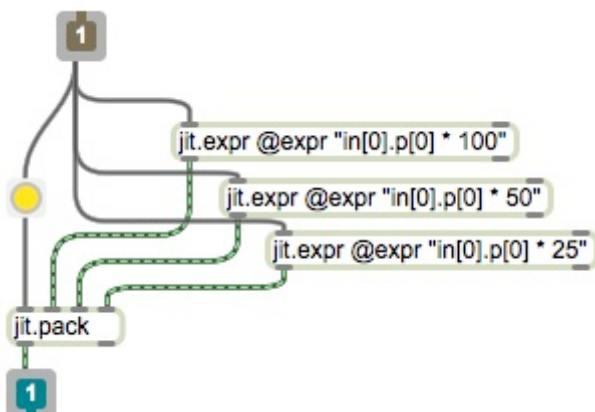 1
jit.expr @expr "in[0].p[0] * 100"
jit.expr @expr "in[0].p[0] * 50"
jit.expr @expr "in[0].p[0] * 25"
jit.pack
1